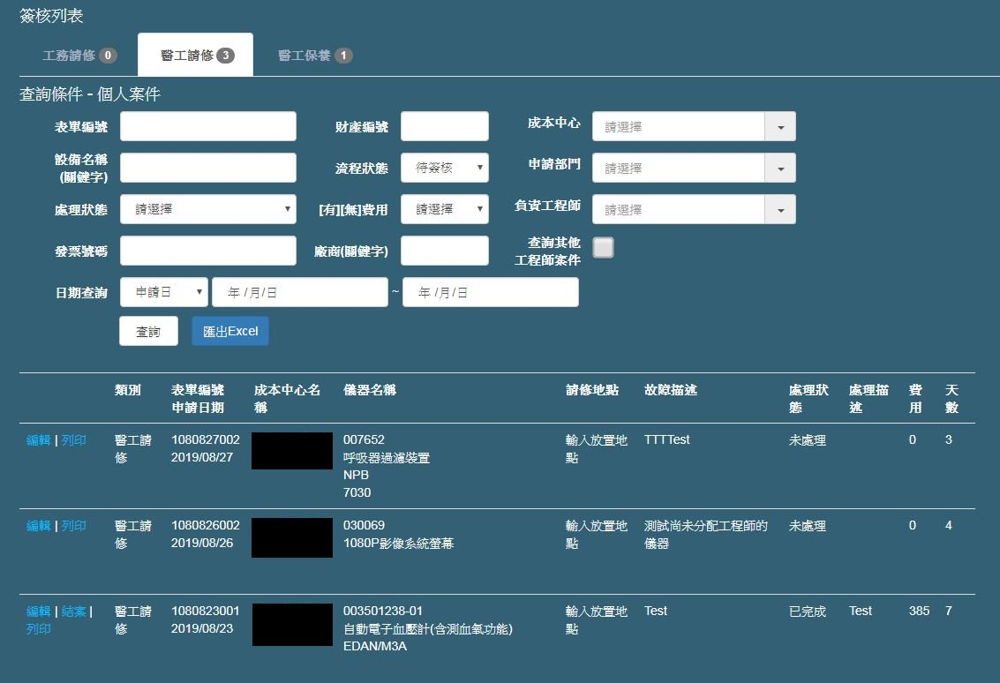 簽核列表
工務請修 0 醫工請修 3 醫工保養 1
查詢條件 - 個人案件
表單編號 財產編號 成本中心 請選擇
設備名稱 (關鍵字) 流程狀態 待簽核 申請部門 請選擇
處理狀態 請選擇 [有][無]費用 請選擇 負責工程師 請選擇
發票號碼 廠商(關鍵字) 查詢其他 工程師案件
日期查詢 申請日 年 /月/日 ~ 年 /月/日
查詢 匯出Excel
類別 表單編號 成本中心名 儀器名稱 請修地點 故障描述 處理狀 處理描 費 天
申請日期 稱 態 述 用 數
編輯 | 列印 醫工請 1080827002 007652 輸入放置地 TTTTest 未處理 0 3
修 2019/08/27 呼吸器過濾裝置 點
NPB
7030
編輯 | 列印 醫工請 1080826002 030069 輸入放置地 測試尚未分配工程師的 未處理 0 4
修 2019/08/26 1080P影像系統螢幕 點 儀器
編輯 | 結案 | 醫工請 1080823001 003501238-01 輸入放置地 Test 已完成 Test 385 7
列印 修 2019/08/23 自動電子血壓計(含測血氧功能) 點
EDAN/M3A